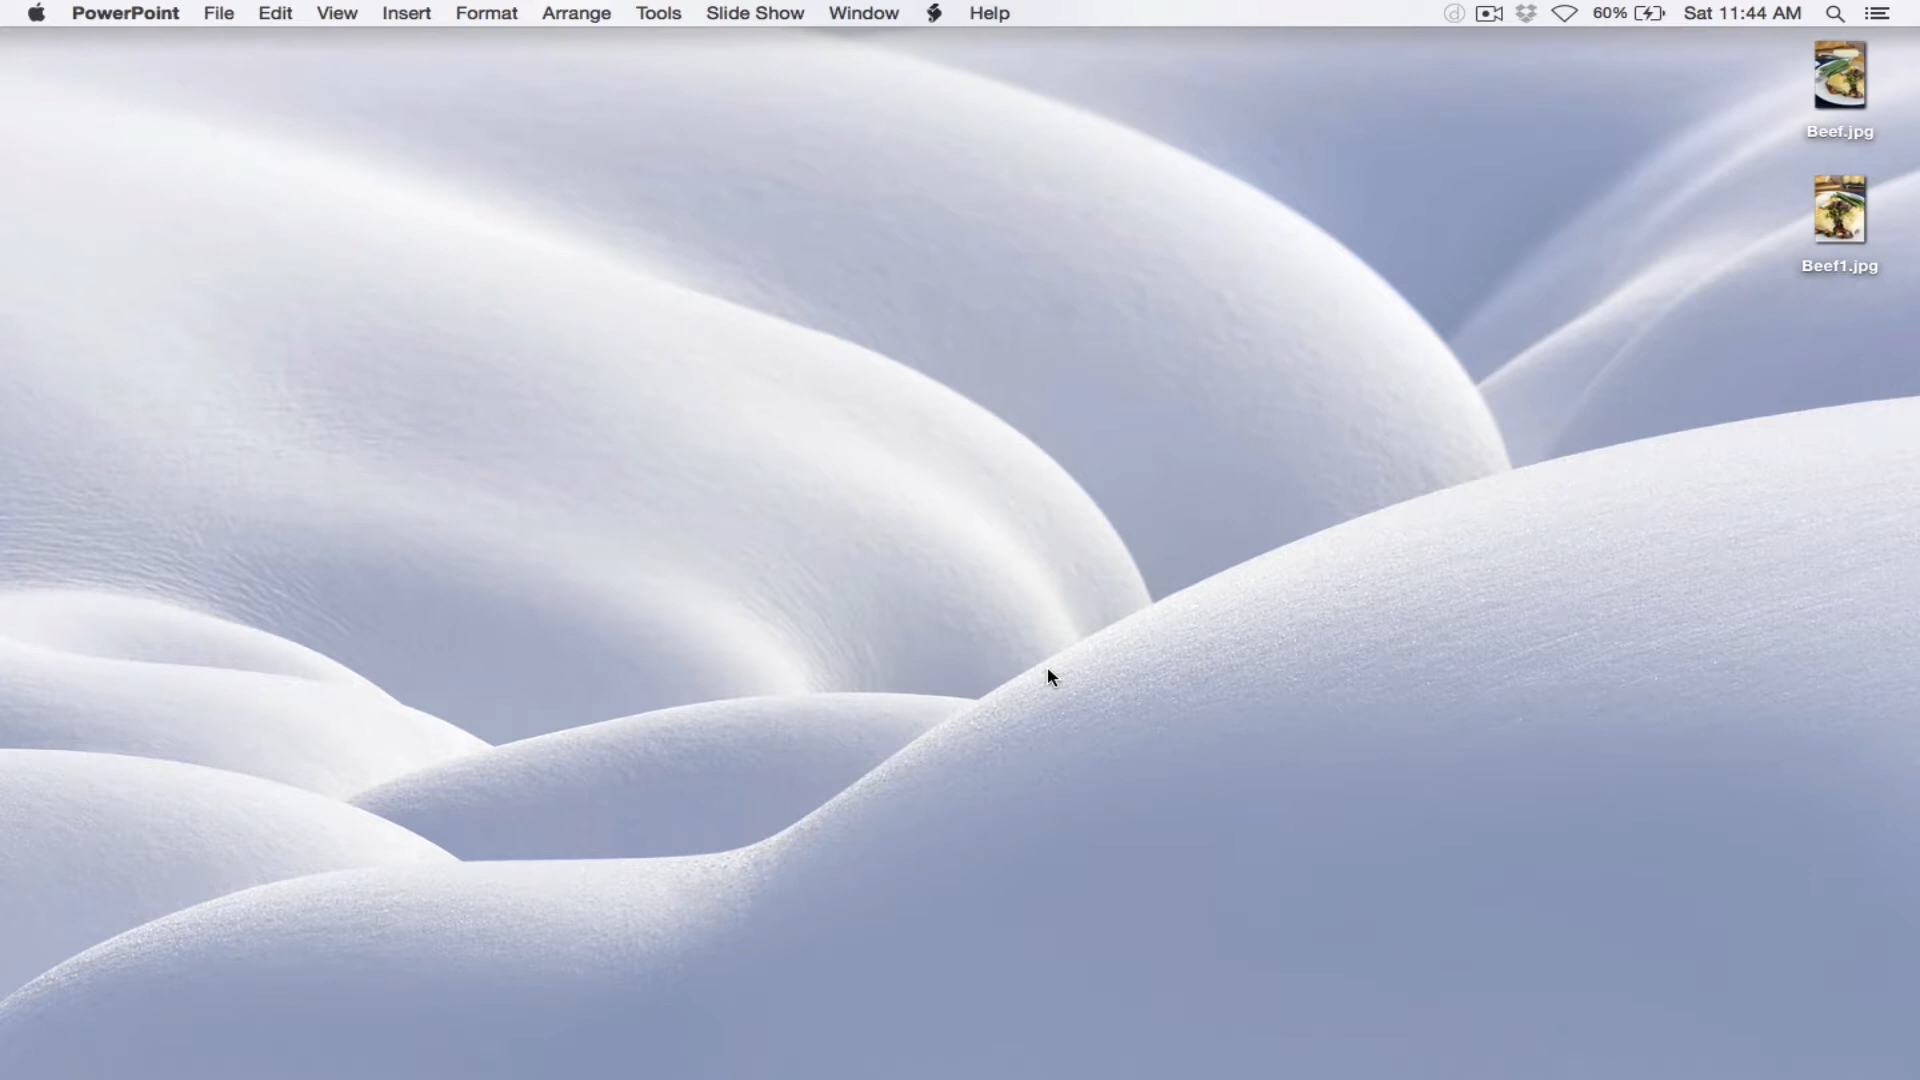 PowerPoint File Edit View Insert Format Arrange Tools Slide Show Window Help 60% Sat 11:44 AM
Beef.jpg
Beef1.jpg